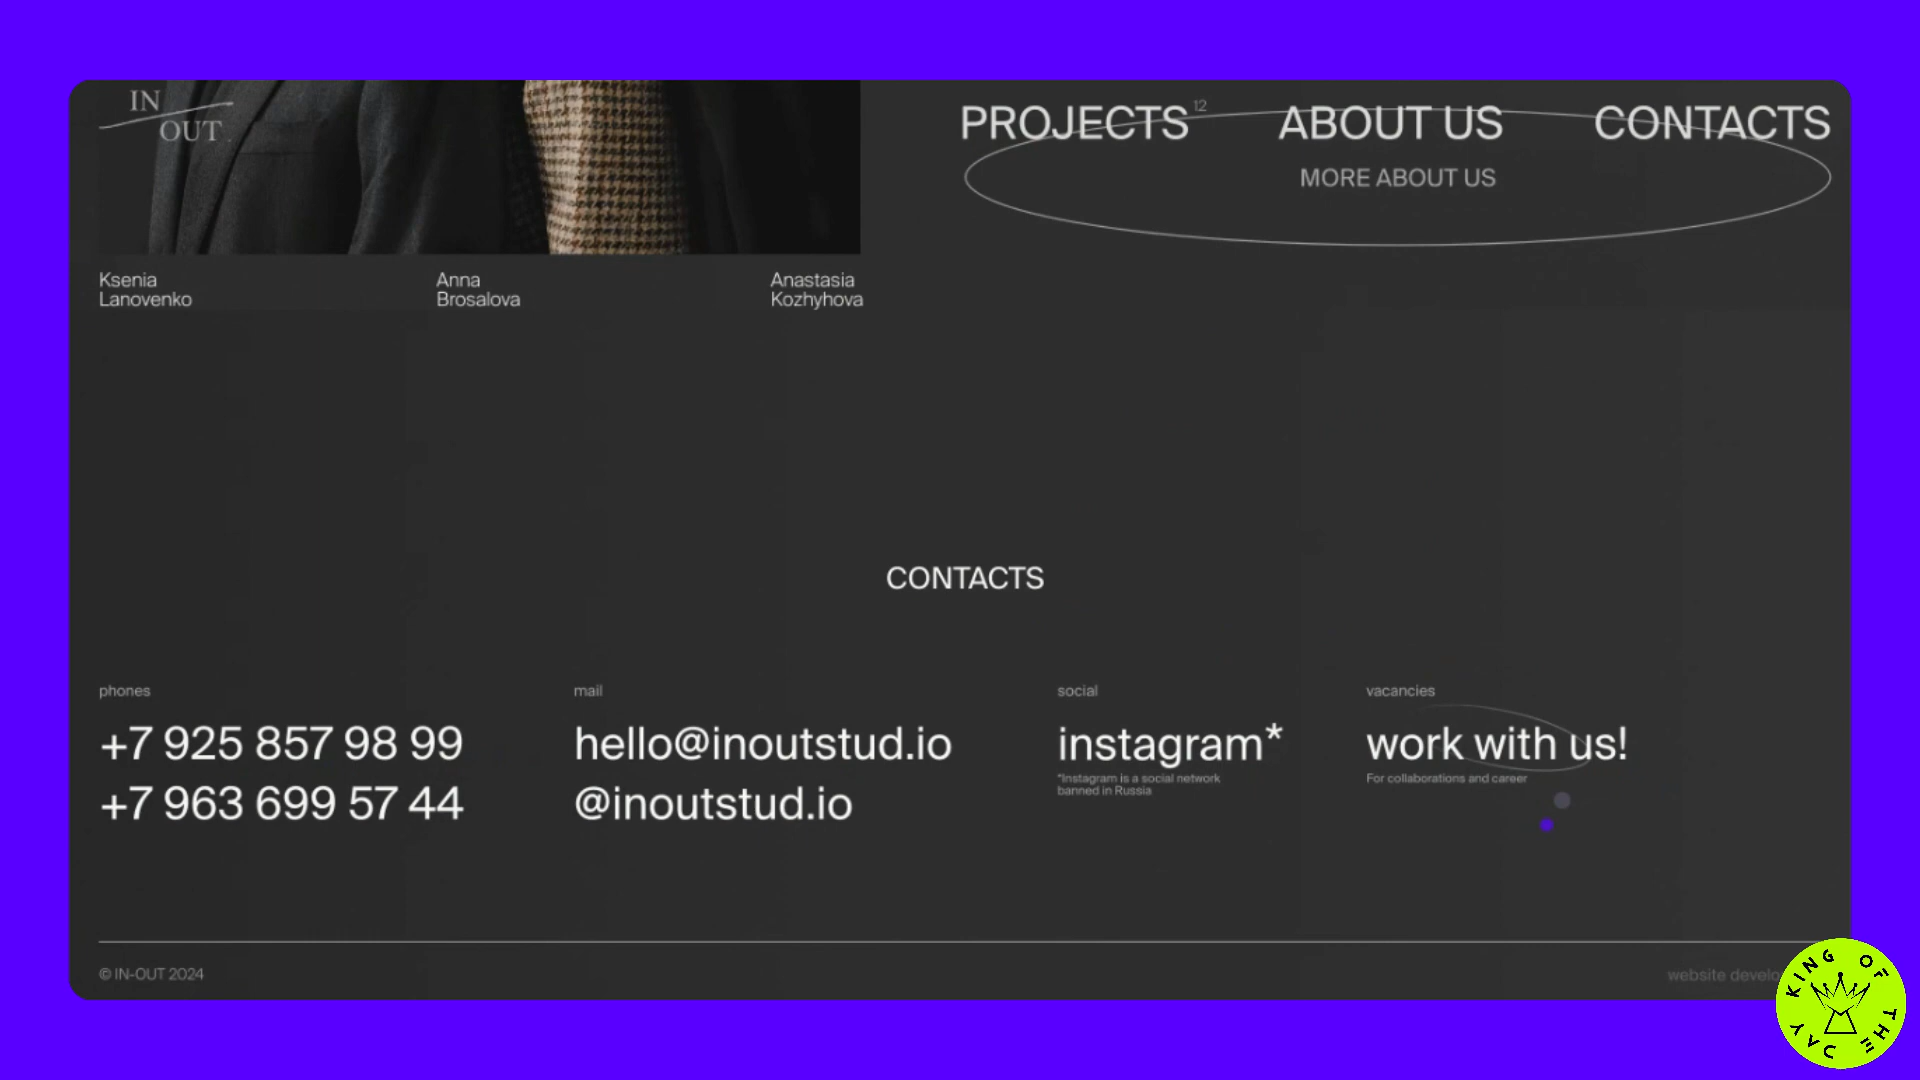 IN
OUT
PROJECTS 12
ABOUT US
CONTACTS
MORE ABOUT US
Ksenia
Lanovenko
Anna
Brosalova
Anastasia
Kozhyhova
CONTACTS
phones
+7 925 857 98 99
+7 963 699 57 44
mail
hello@inoutstud.io
@inoutstud.io
social
instagram*
*Instagram is a social network
banned in Russia
vacancies
work with us!
For collaborations and career
© IN-OUT 2024
website
KING OF THE DAY